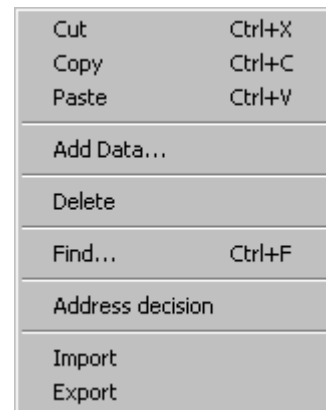 Cut Ctrl+X
Copy Ctrl+C
Paste Ctrl+V
Add Data...
Delete
Find... Ctrl+F
Address decision
Import
Export